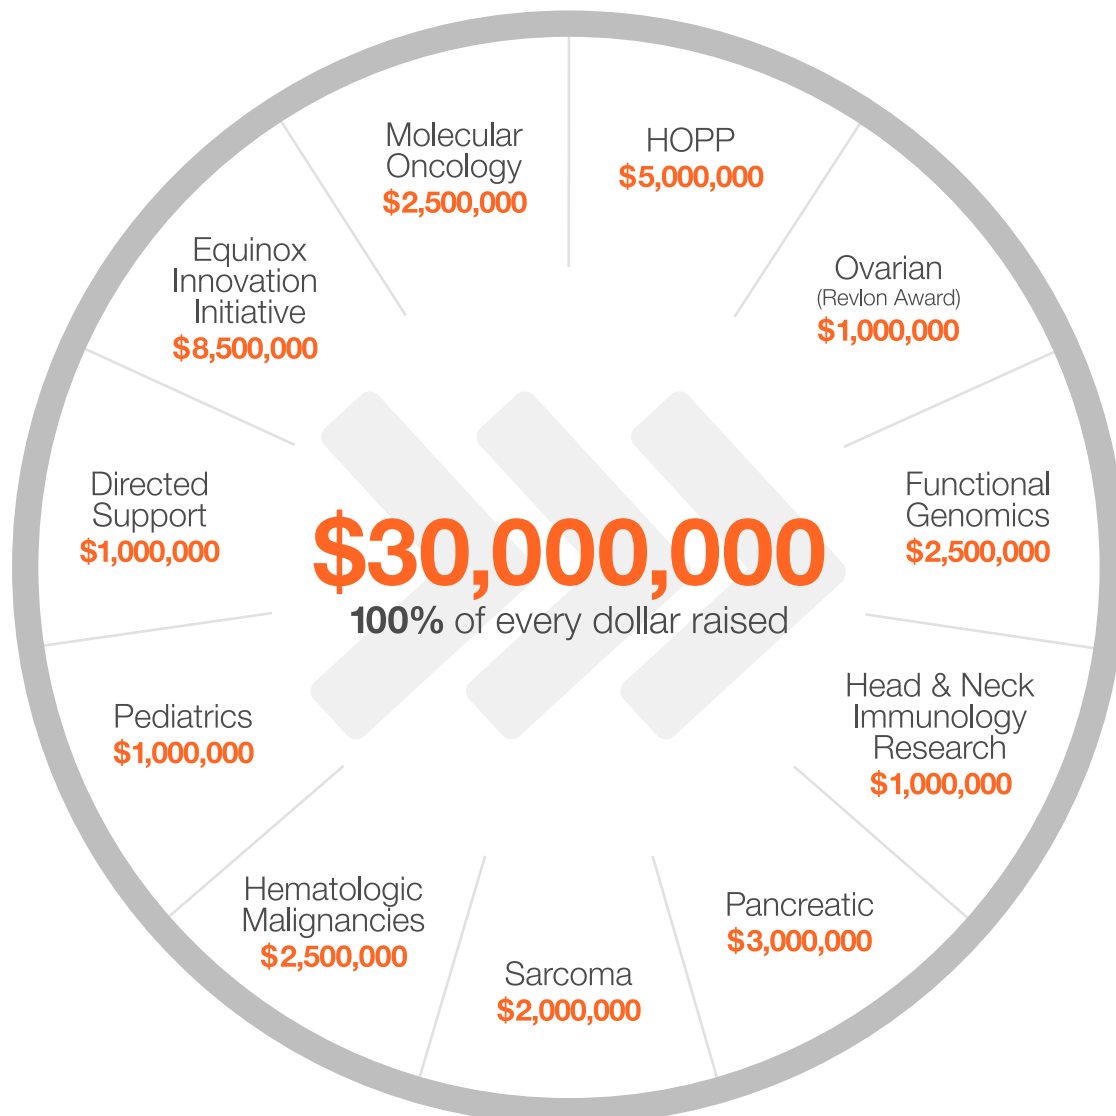 Molecular
Oncology
$2,500,000
HOPP
$5,000,000
Ovarian
(Revlon Award)
$1,000,000
Functional
Genomics
$2,500,000
Head & Neck
Immunology
Research
$1,000,000
Pancreatic
$3,000,000
Sarcoma
$2,000,000
Hematologic
Malignancies
$2,500,000
Pediatrics
$1,000,000
Directed
Support
$1,000,000
Equinox
Innovation
Initiative
$8,500,000
$30,000,000
100% of every dollar raised